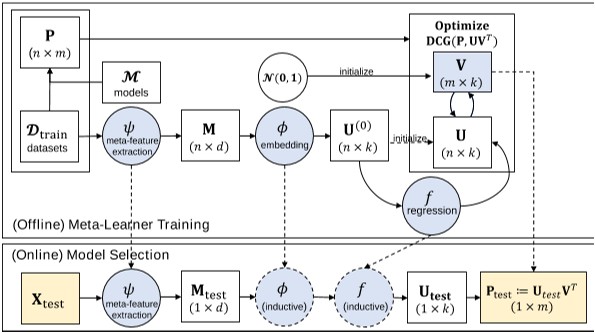 P
(n × m)
ℳ
models
𝒟train
datasets
ψ
meta-feature
extraction
M
(n × d)
ϕ
embedding
𝒩(0,1)
initialize
U⁽⁰⁾
(n × k)
initialize
Optimize
DCG(P, UVᵀ)
V
(m × k)
U
(n × k)
f
regression
(Offline) Meta-Learner Training
(Online) Model Selection
Xtest
ψ
meta-feature
extraction
Mtest
(1 × d)
ϕ
(inductive)
f
(inductive)
Utest
(1 × k)
Ptest ≔ UtestVᵀ
(1 × m)